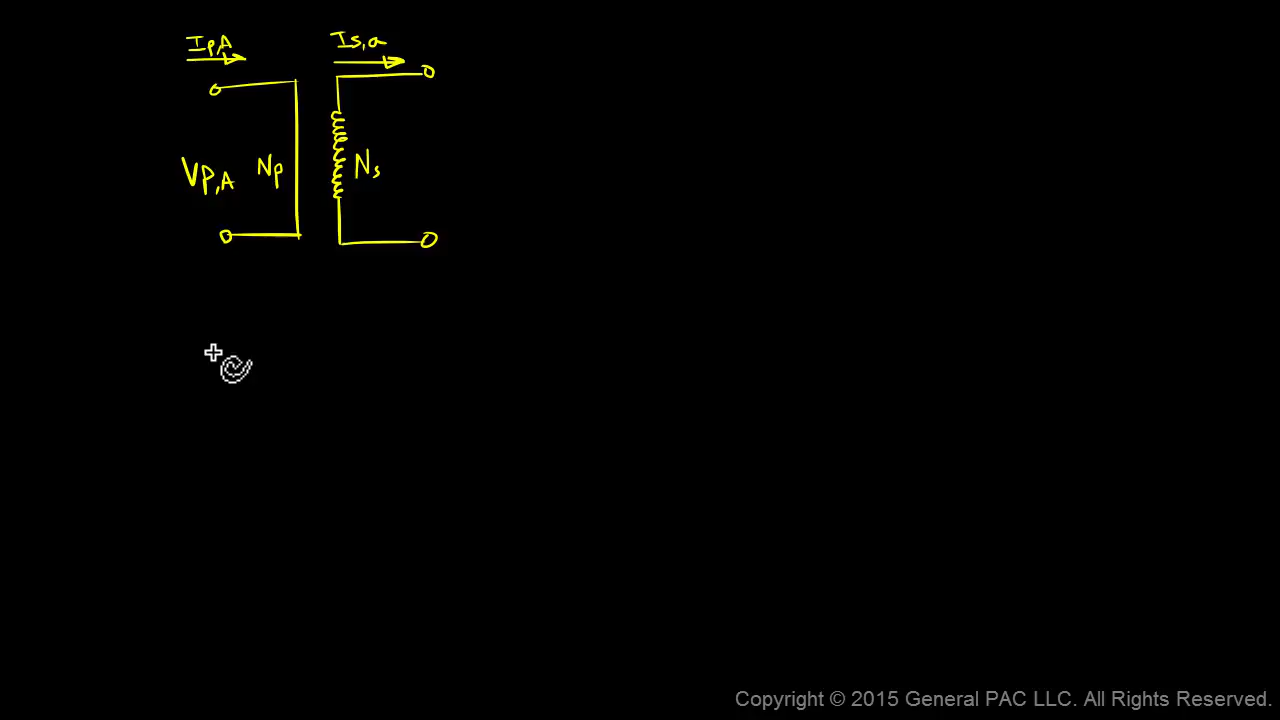 Ip,A
Is,a
Vp,A Np
Ns
Copyright © 2015 General PAC LLC. All Rights Reserved.